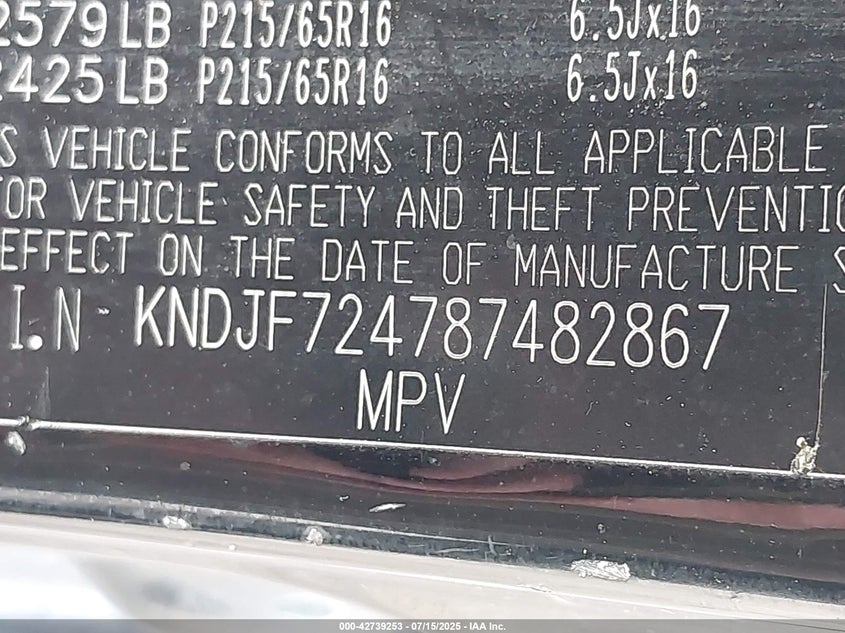 2579 LB P215/65R16 6.5Jx16
2425 LB P215/65R16 6.5Jx16
S VEHICLE CONFORMS TO ALL APPLICABLE
OR VEHICLE SAFETY AND THEFT PREVENTIO
EFFECT ON THE DATE OF MANUFACTURE S
I.N KNDJF724787482867
MPV
000-42739253 - 07/15/2025 - IAA Inc.